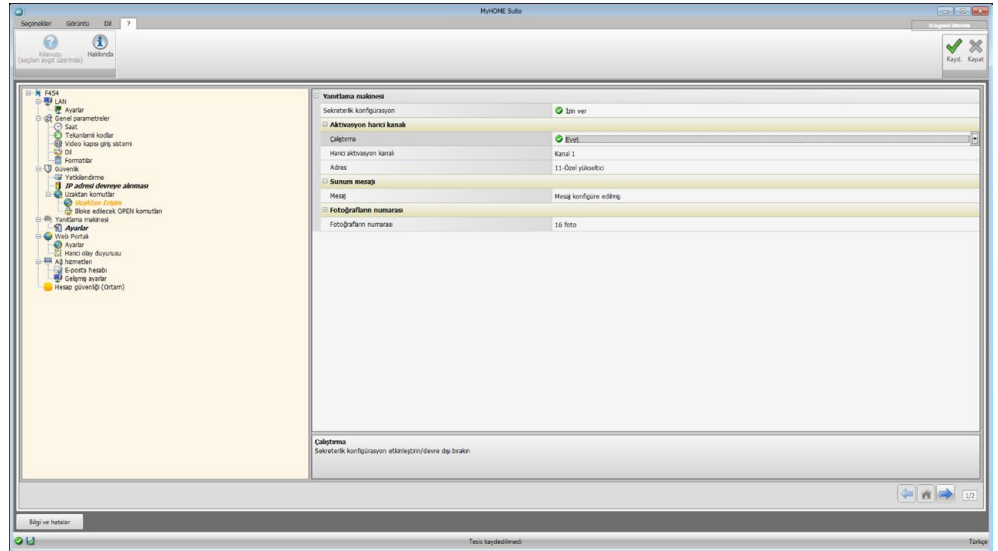 MyHOME Suite
Seçenekler Görüntü Dil ?
Kılavuzu
(seçilen aygıt üzerinde)
Hakkında
Kayd. Kapat
F454
LAN
Ayarlar
Genel parametreler
Saat
Tekanlamlı kodlar
Video kapısı giriş sistemi
Dil
Formatlar
Güvenlik
Yetkilendirme
IP adresi devreye alınması
Uzaktan komutlar
Uzaktan Erişim
Bloke edilecek OPEN komutları
Yanıtlama makinesi
Ayarlar
Web Portalı
Ayarlar
Harici olay duyurusu
Ağ hizmetleri
E-posta hesabı
Gelişmiş ayarlar
Hesap güvenliği (Ortam)
Yanıtlama makinesi
Sekreterlik konfigürasyon İzin ver
Aktivasyon harici kanalı
Çalıştırma Evet
Harici aktivasyon kanalı Kanal 1
Adres 11-Özel yükseltici
Sunum mesajı
Mesaj Mesaj konfigüre edilmiş
Fotoğrafların numarası
Fotoğrafların numarası 16 foto
Çalıştırma
Sekreterlik konfigürasyon etkinleştirin/devre dışı bırakın
1/2
Bilgi ve hatalar
Tesis kaydedilmedi
Türkçe